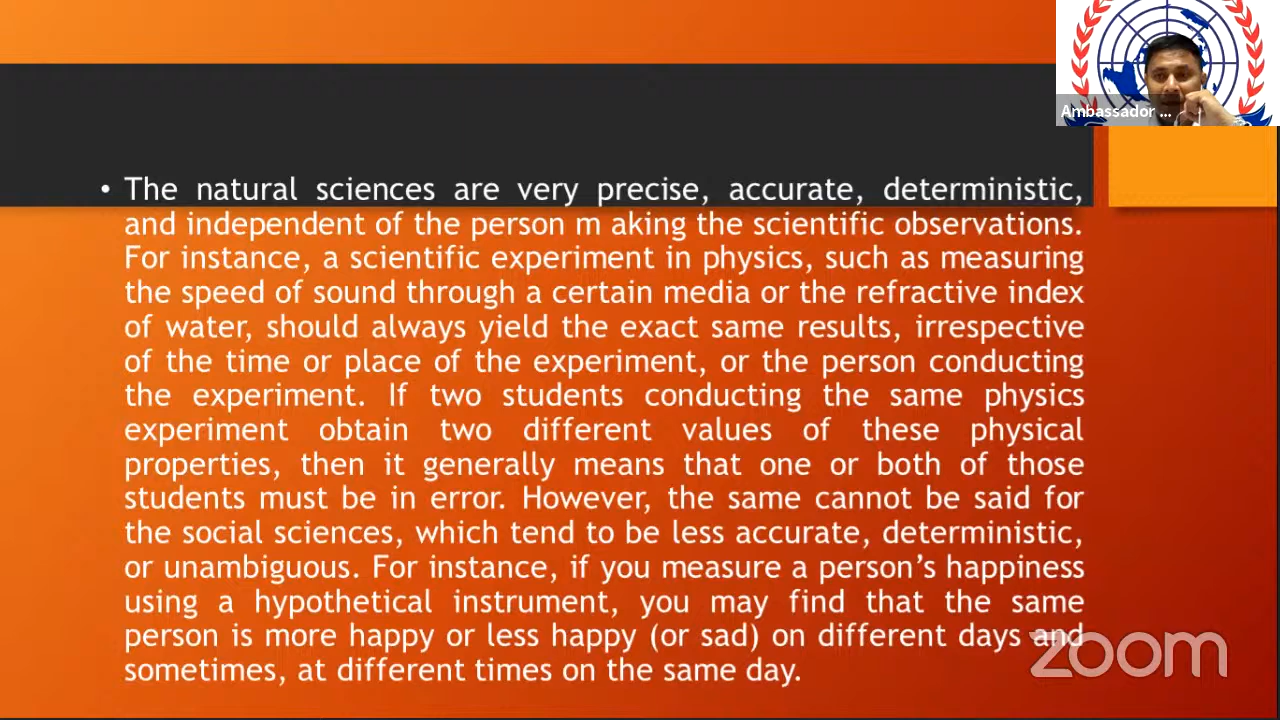 Ambassador ...
• The natural sciences are very precise, accurate, deterministic,
and independent of the person m aking the scientific observations.
For instance, a scientific experiment in physics, such as measuring
the speed of sound through a certain media or the refractive index
of water, should always yield the exact same results, irrespective
of the time or place of the experiment, or the person conducting
the experiment. If two students conducting the same physics
experiment obtain two different values of these physical
properties, then it generally means that one or both of those
students must be in error. However, the same cannot be said for
the social sciences, which tend to be less accurate, deterministic,
or unambiguous. For instance, if you measure a person’s happiness
using a hypothetical instrument, you may find that the same
person is more happy or less happy (or sad) on different days and
sometimes, at different times on the same day.
zoom